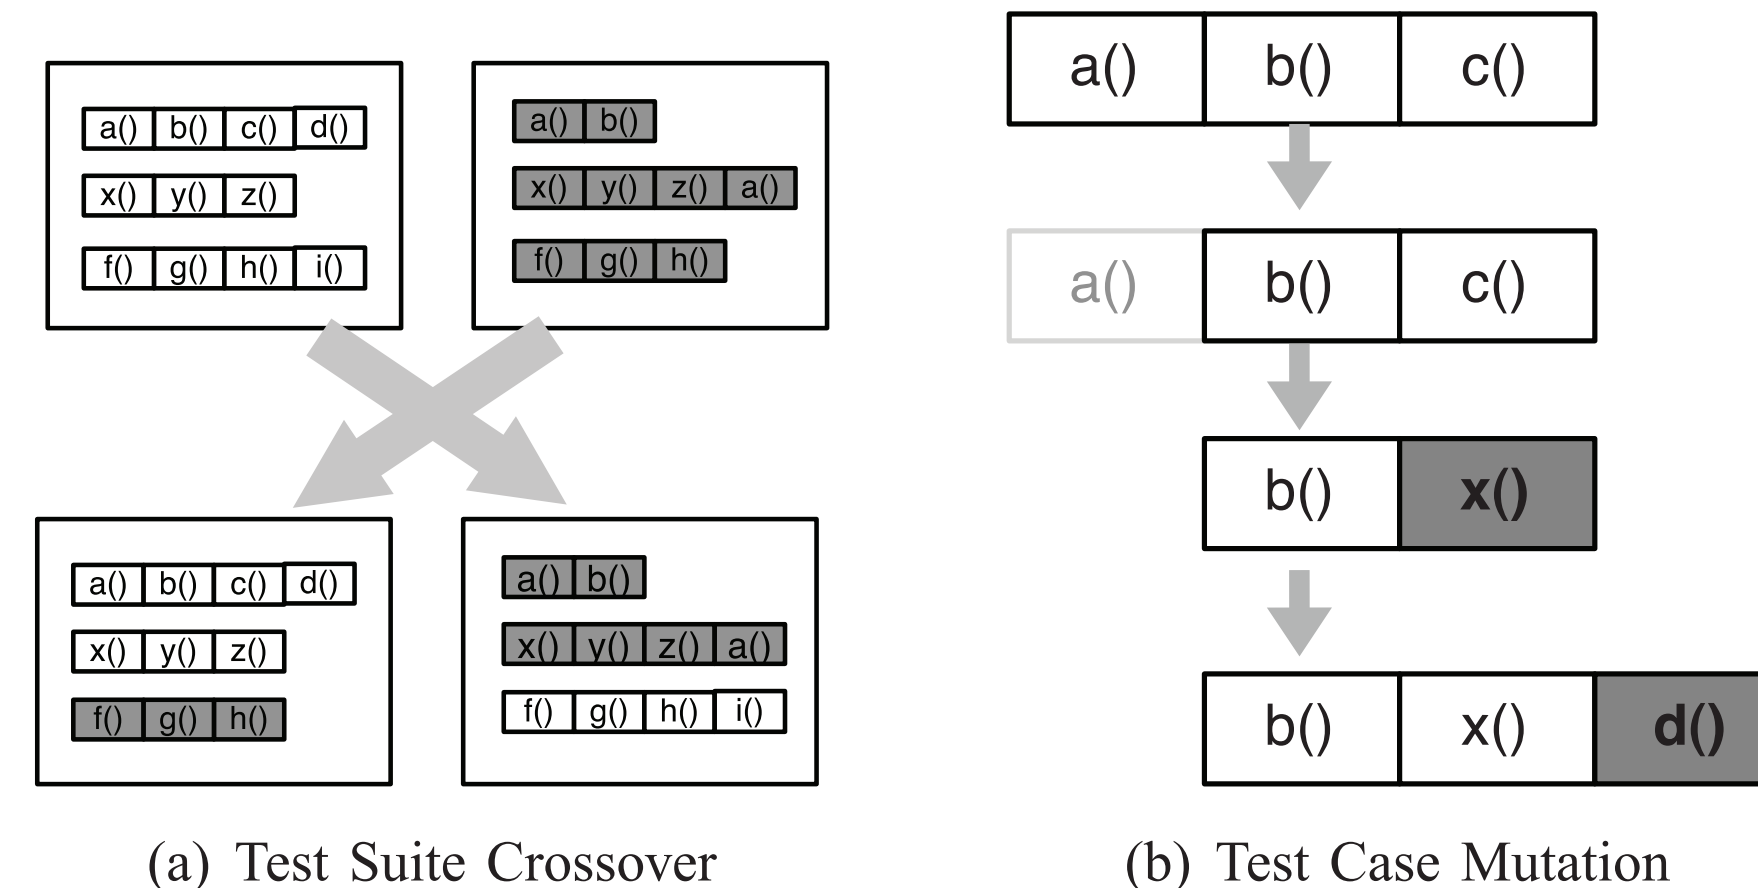 a() b() c() d()
x() y() z()
f() g() h() i()
a() b()
x() y() z() a()
f() g() h()
a() b() c() d()
x() y() z()
f() g() h()
a() b()
x() y() z() a()
f() g() h() i()
(a) Test Suite Crossover
a() b() c()
a() b() c()
b() x()
b() x() d()
(b) Test Case Mutation